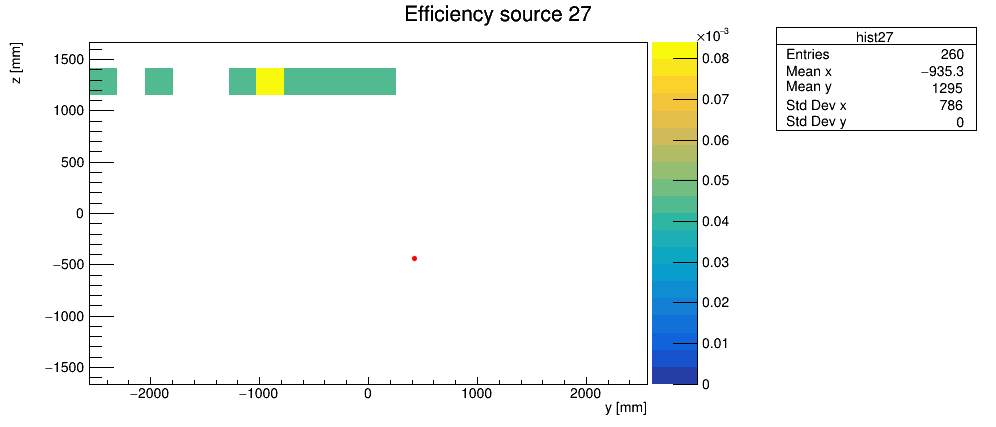 Efficiency source 27
z [mm]
1500
1000
500
0
−500
−1000
−1500
−2000
−1000
0
1000
2000
y [mm]
×10⁻³
0.08
0.07
0.06
0.05
0.04
0.03
0.02
0.01
0
hist27
Entries 260
Mean x −935.3
Mean y 1295
Std Dev x 786
Std Dev y 0